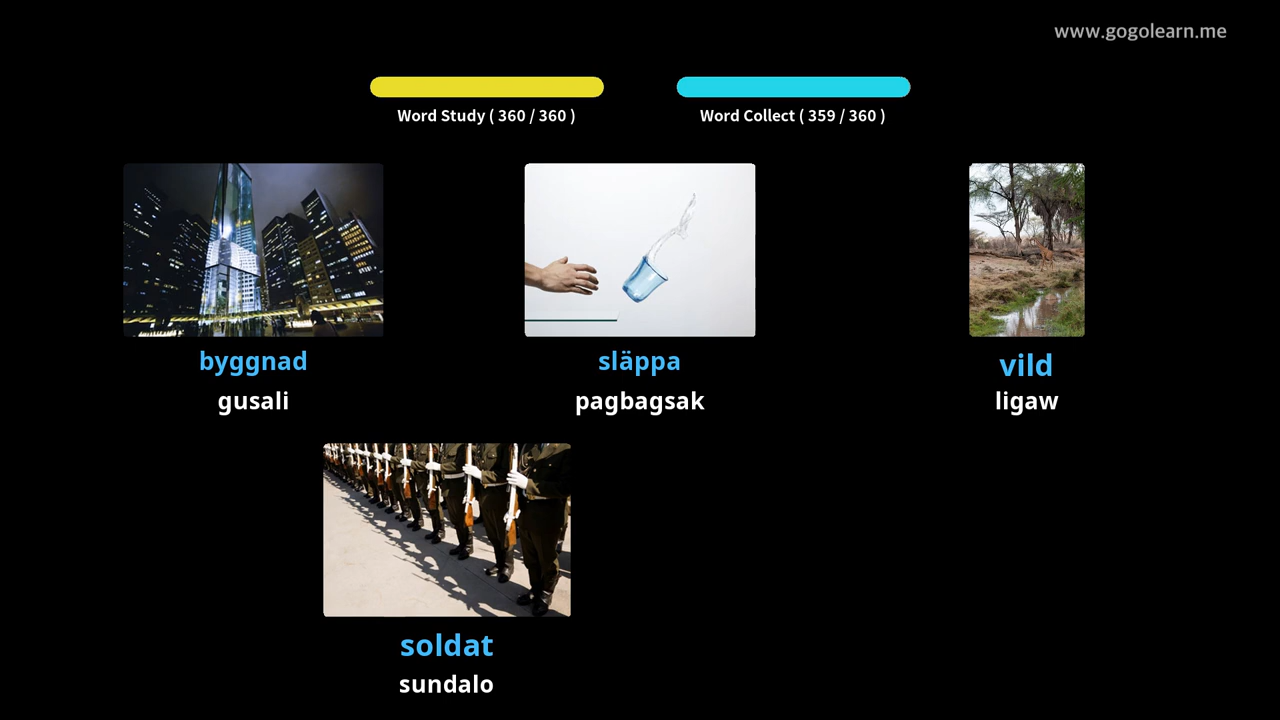 www.gogolearn.me
Word Study ( 360 / 360 )
Word Collect ( 359 / 360 )
byggnad
gusali
släppa
pagbagsak
vild
ligaw
soldat
sundalo